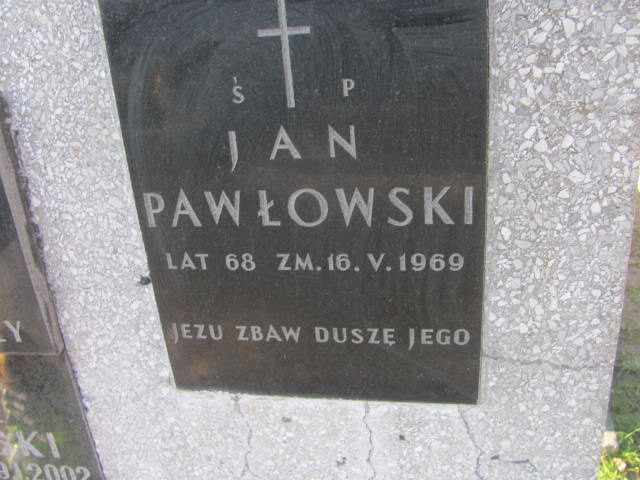 Ś P
JAN
PAWŁOWSKI
LAT 68 ZM. 16. V. 1969
JEZU ZBAW DUSZĘ JEGO